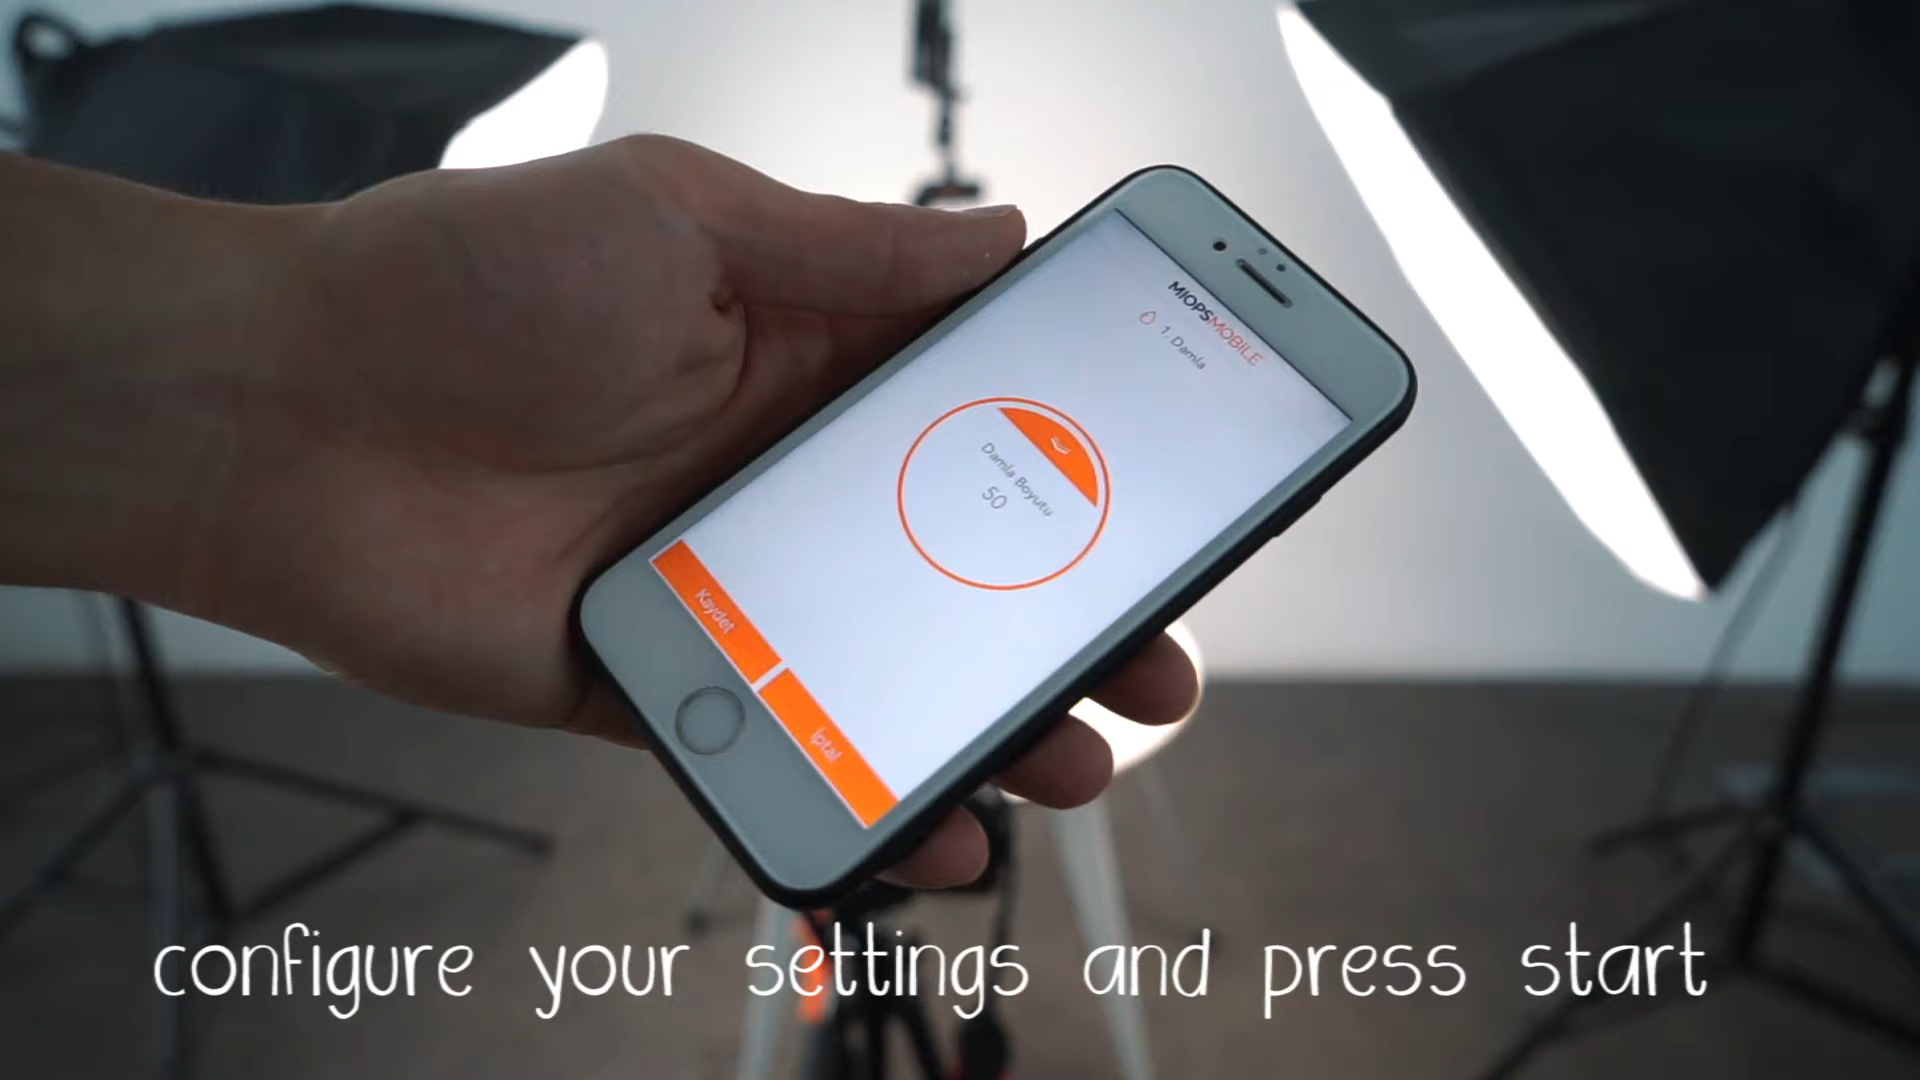 MIOPSMOBILE
1. Damla
Damla Boyutu
50
Kaydet
İptal
configure your settings and press start